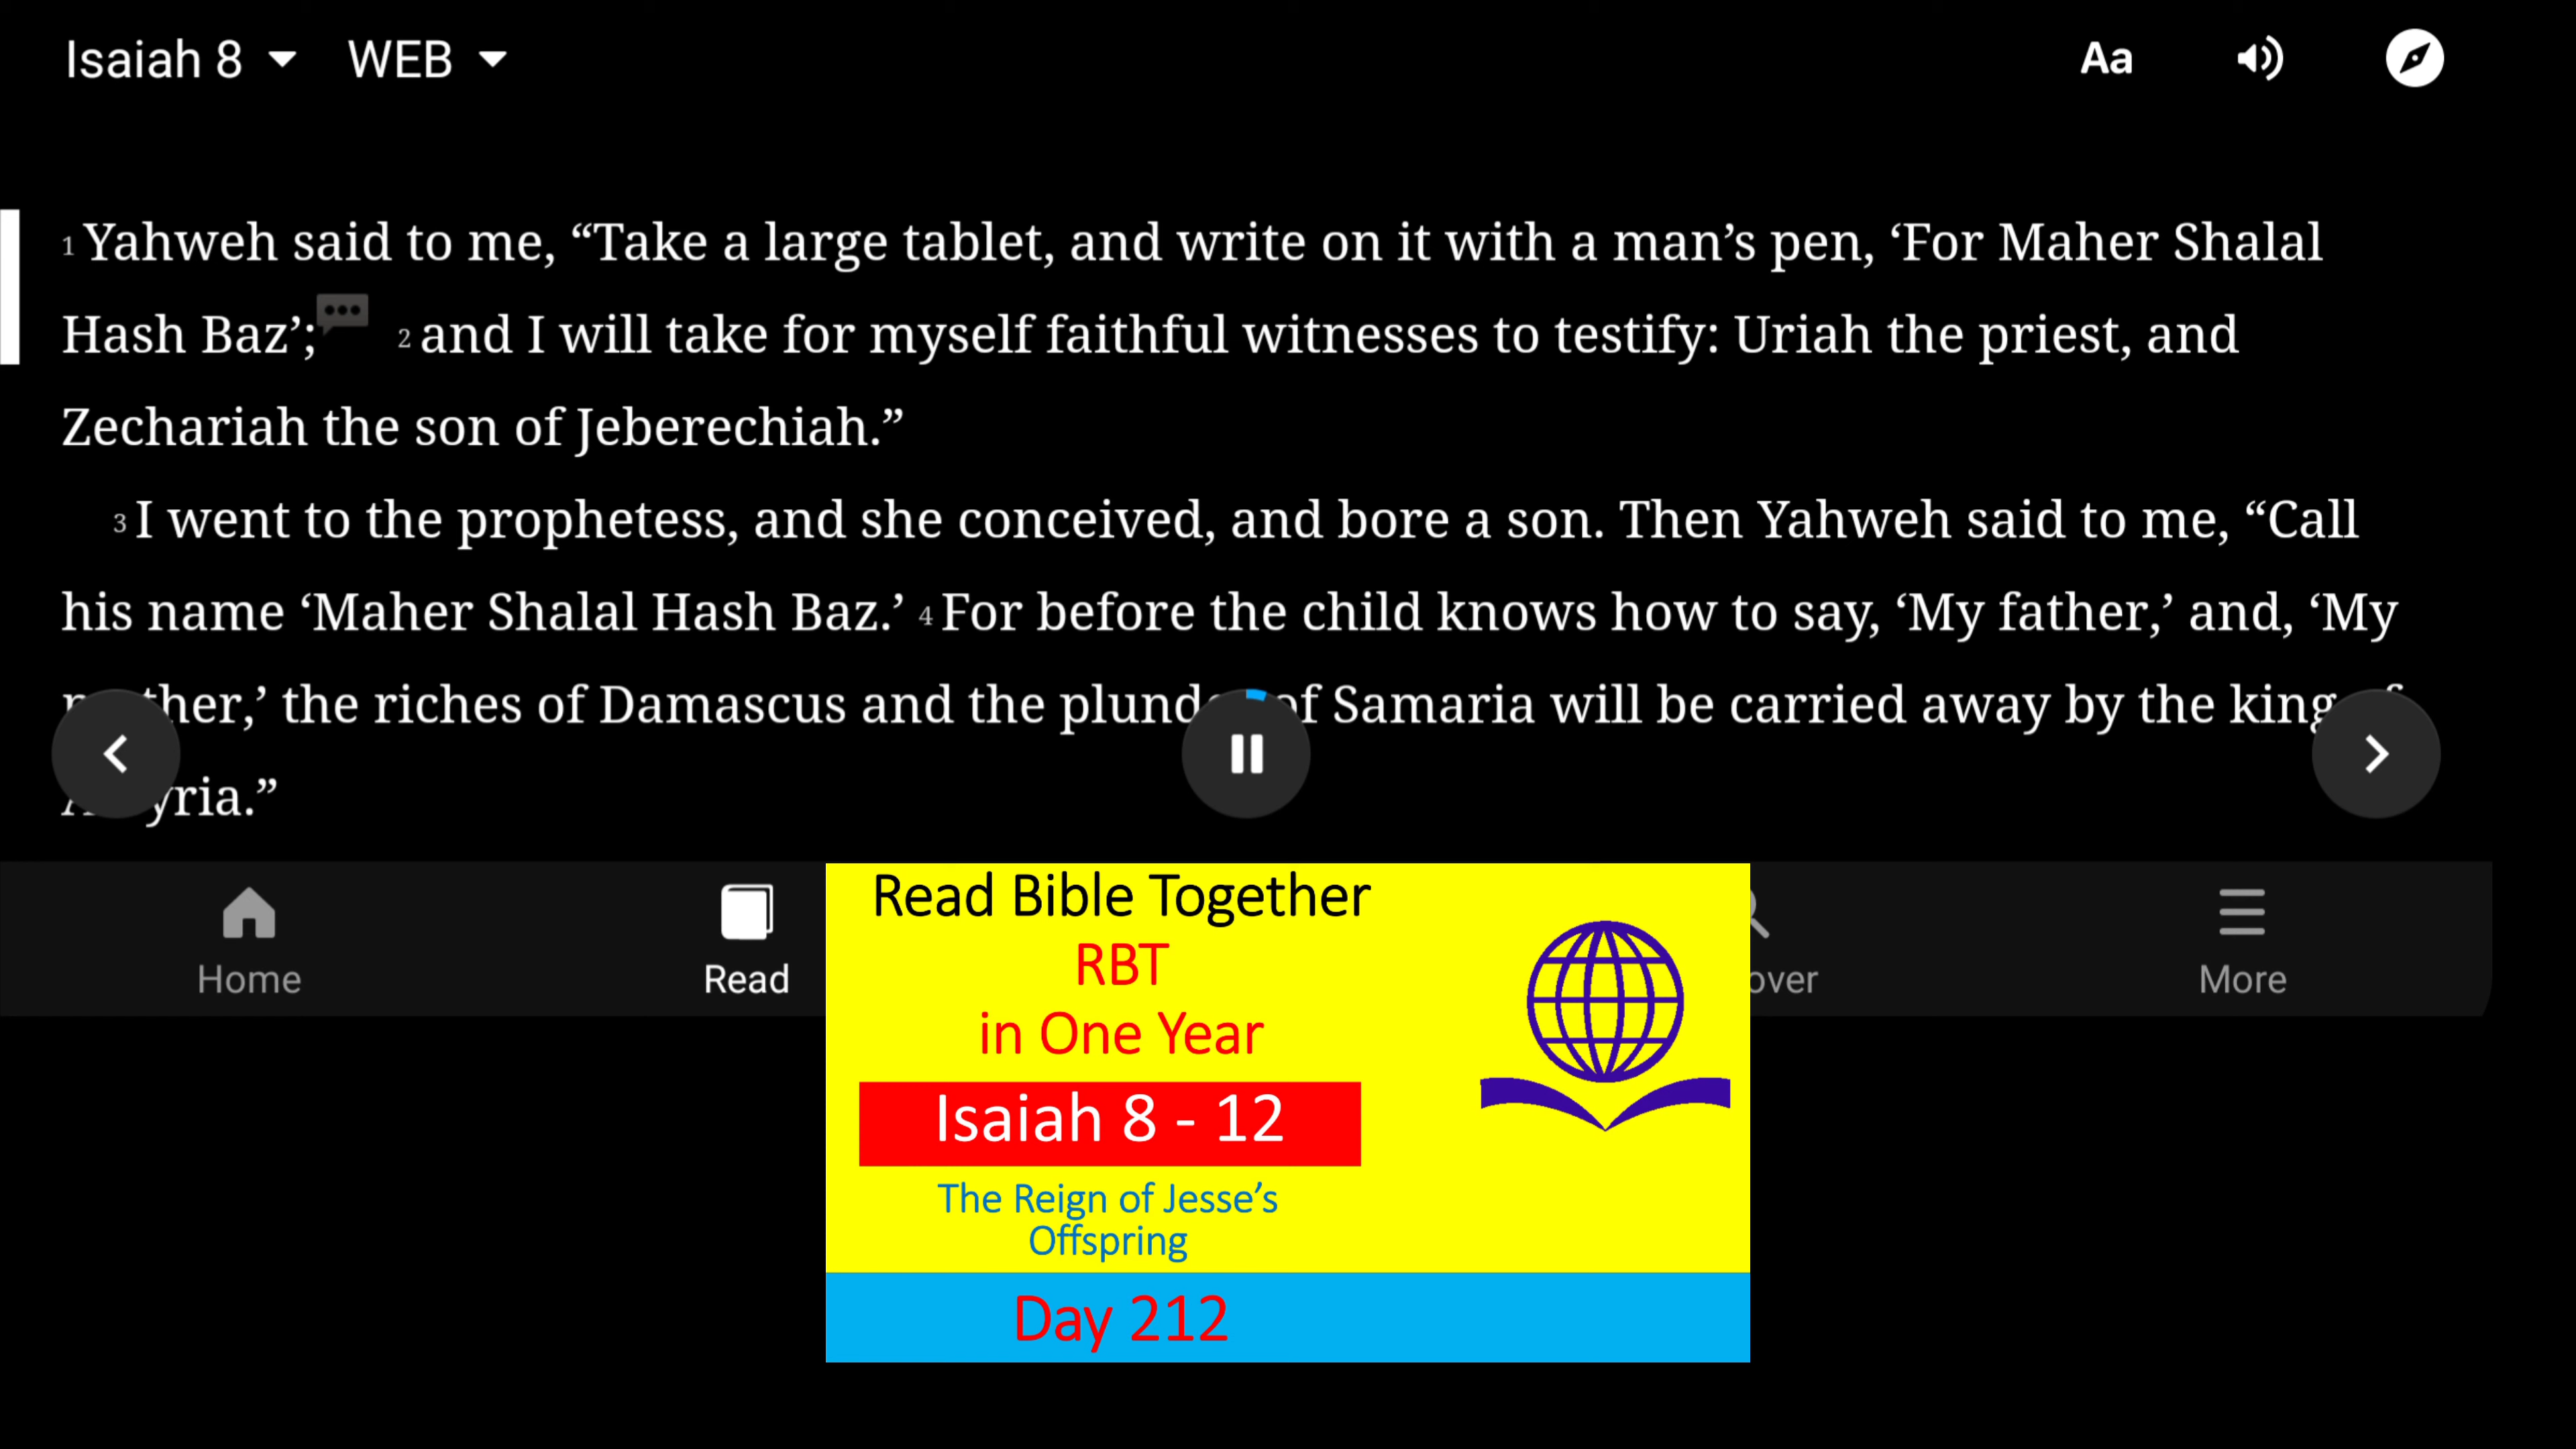 Isaiah 8 WEB Aa
1 Yahweh said to me, “Take a large tablet, and write on it with a man’s pen, ‘For Maher Shalal
Hash Baz’; 2 and I will take for myself faithful witnesses to testify: Uriah the priest, and
Zechariah the son of Jeberechiah.”
3 I went to the prophetess, and she conceived, and bore a son. Then Yahweh said to me, “Call
his name ‘Maher Shalal Hash Baz.’ 4 For before the child knows how to say, ‘My father,’ and, ‘My
the riches of Damascus and the of Samaria will be carried away by the king
Home Read More
Read Bible Together
RBT
in One Year
Isaiah 8 - 12
The Reign of Jesse’s
Offspring
Day 212